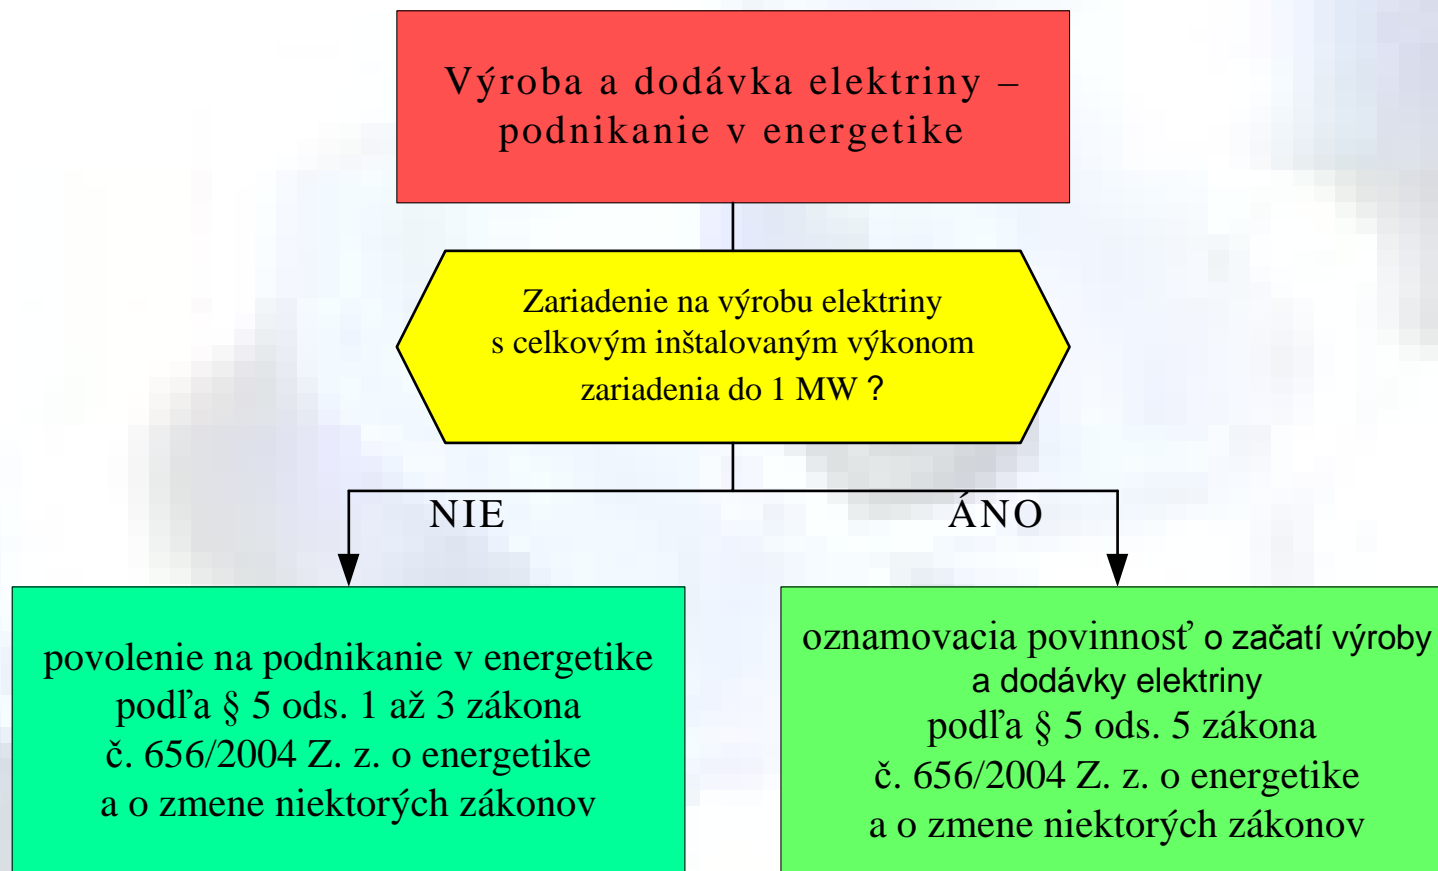 Výroba a dodávka elektriny –
podnikanie v energetike
Zariadenie na výrobu elektriny
s celkovým inštalovaným výkonom
zariadenia do 1 MW ?
NIE
ÁNO
povolenie na podnikanie v energetike
podľa § 5 ods. 1 až 3 zákona
č. 656/2004 Z. z. o energetike
a o zmene niektorých zákonov
oznamovacia povinnosť o začatí výroby
a dodávky elektriny
podľa § 5 ods. 5 zákona
č. 656/2004 Z. z. o energetike
a o zmene niektorých zákonov